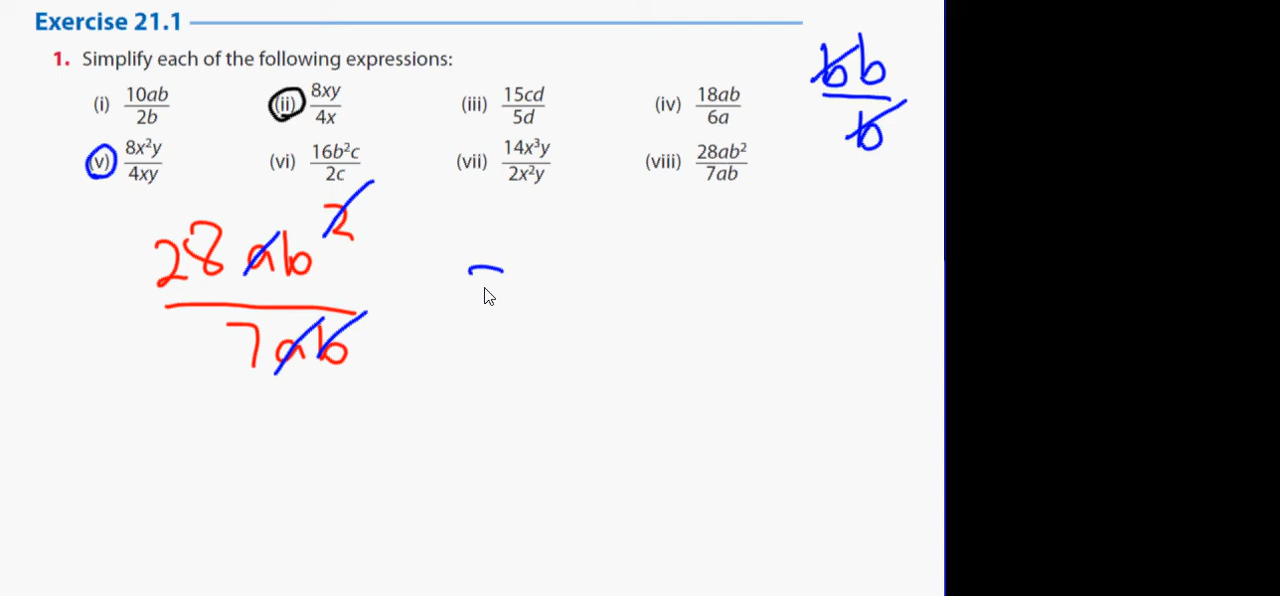 Exercise 21.1
1. Simplify each of the following expressions:
(i) 10ab/2b (ii) 8xy/4x (iii) 15cd/5d (iv) 18ab/6a
(v) 8x²y/4xy (vi) 16b²c/2c (vii) 14x³y/2x²y (viii) 28ab²/7ab
bb
b
28ab²
7ab